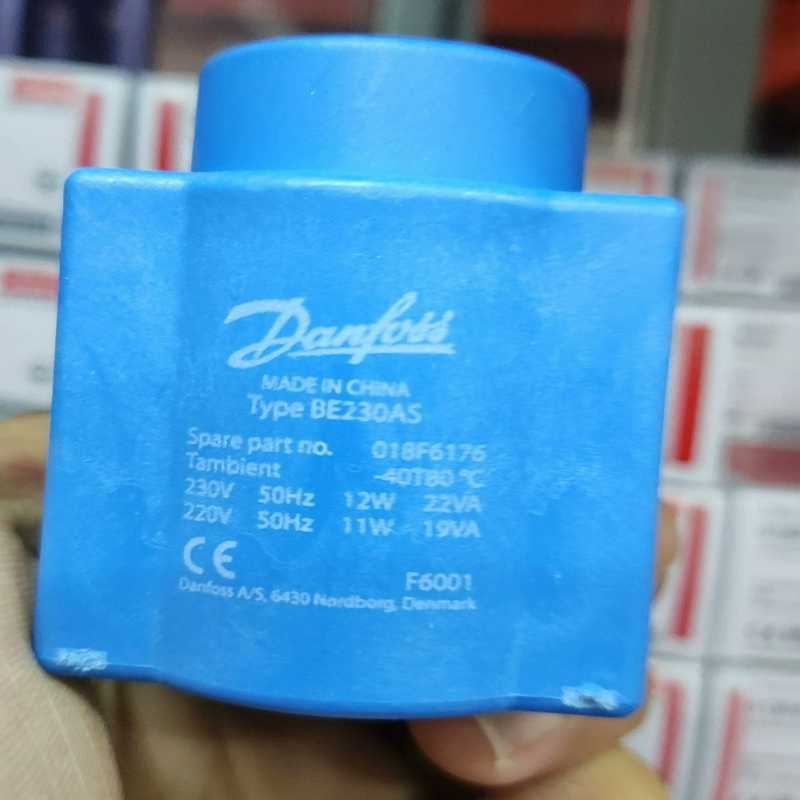 Danfoss
MADE IN CHINA
Type BE230AS
Spare part no. 018F6176
Tambient -40T80 °C
230V 50Hz 12W 22VA
220V 50Hz 11W 19VA
CE F6001
Danfoss A/S, 6430 Nordborg, Denmark